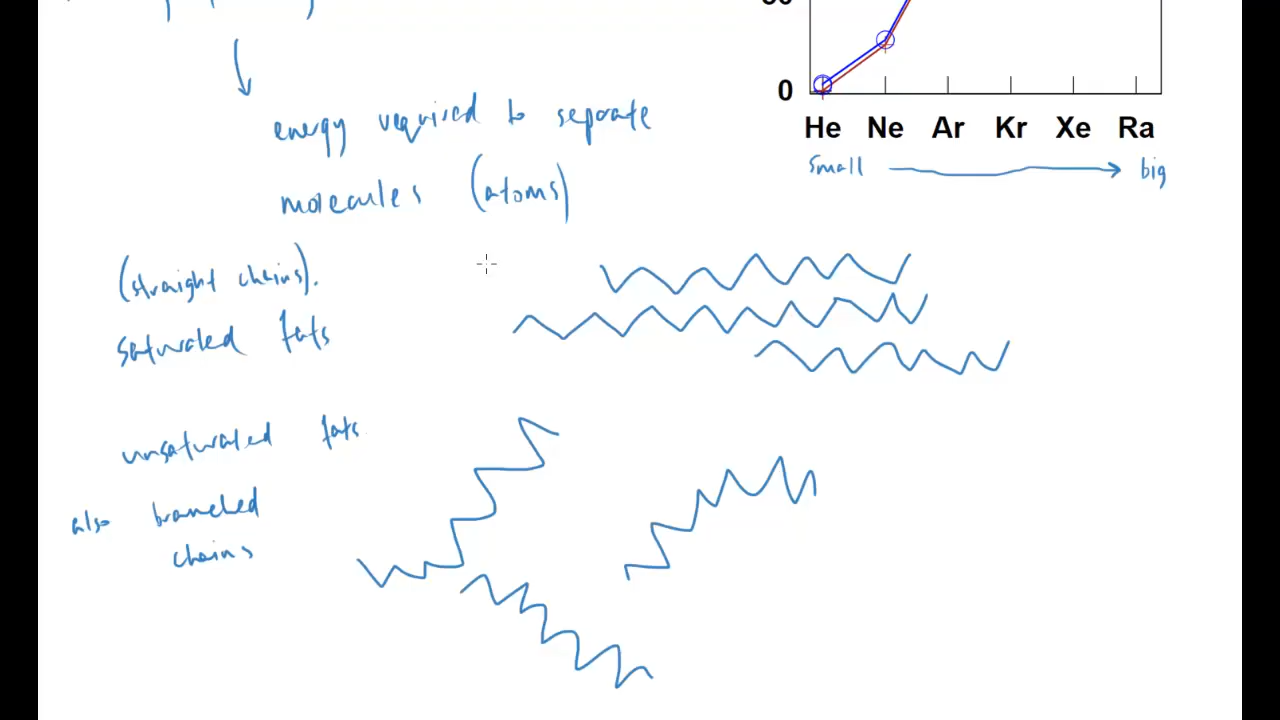 0
He Ne Ar Kr Xe Ra
small big
energy required to separate
molecules (atoms)
(straight chains).
saturated fats
unsaturated fats
also branched
chains